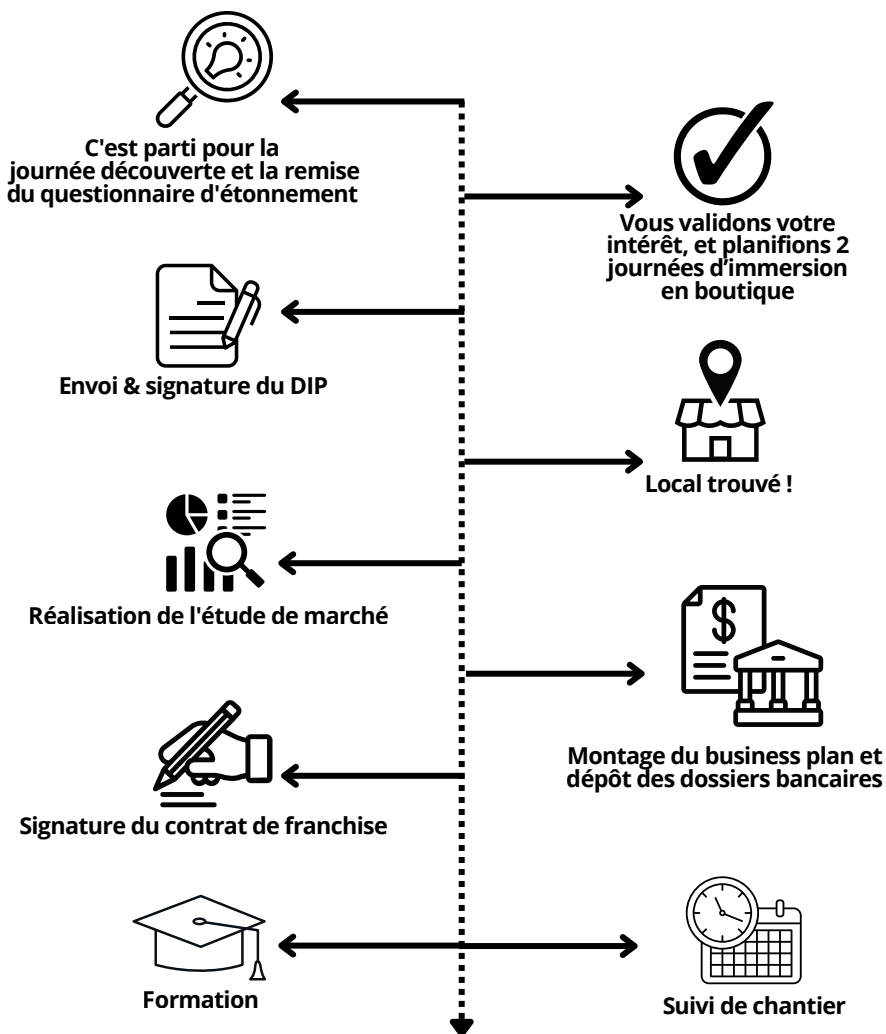 C'est parti pour la
journée découverte et la remise
du questionnaire d'étonnement
Vous validons votre
intérêt, et planifions 2
journées d’immersion
en boutique
Envoi & signature du DIP
Local trouvé !
Réalisation de l'étude de marché
$
Montage du business plan et
dépôt des dossiers bancaires
Signature du contrat de franchise
Formation
Suivi de chantier